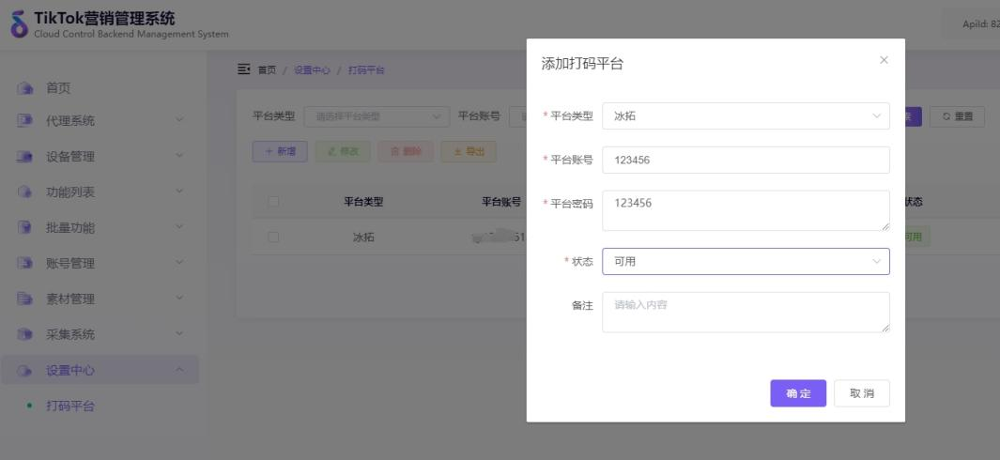 TikTok营销管理系统
Cloud Control Backend Management System
ApiId: 82
首页
代理系统
设备管理
功能列表
批量功能
账号管理
素材管理
采集系统
设置中心
打码平台
首页 / 设置中心 / 打码平台
平台类型 请选择平台类型 平台账号
重置
+ 新增 修改 删除 导出
平台类型 平台账号 状态
冰拓 51 可用
添加打码平台
* 平台类型 冰拓
* 平台账号 123456
* 平台密码 123456
* 状态 可用
备注 请输入内容
确 定 取 消